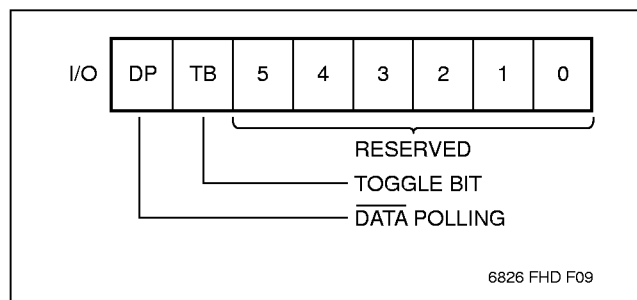 I/O DP TB 5 4 3 2 1 0
RESERVED
TOGGLE BIT
DATA POLLING
6826 FHD F09